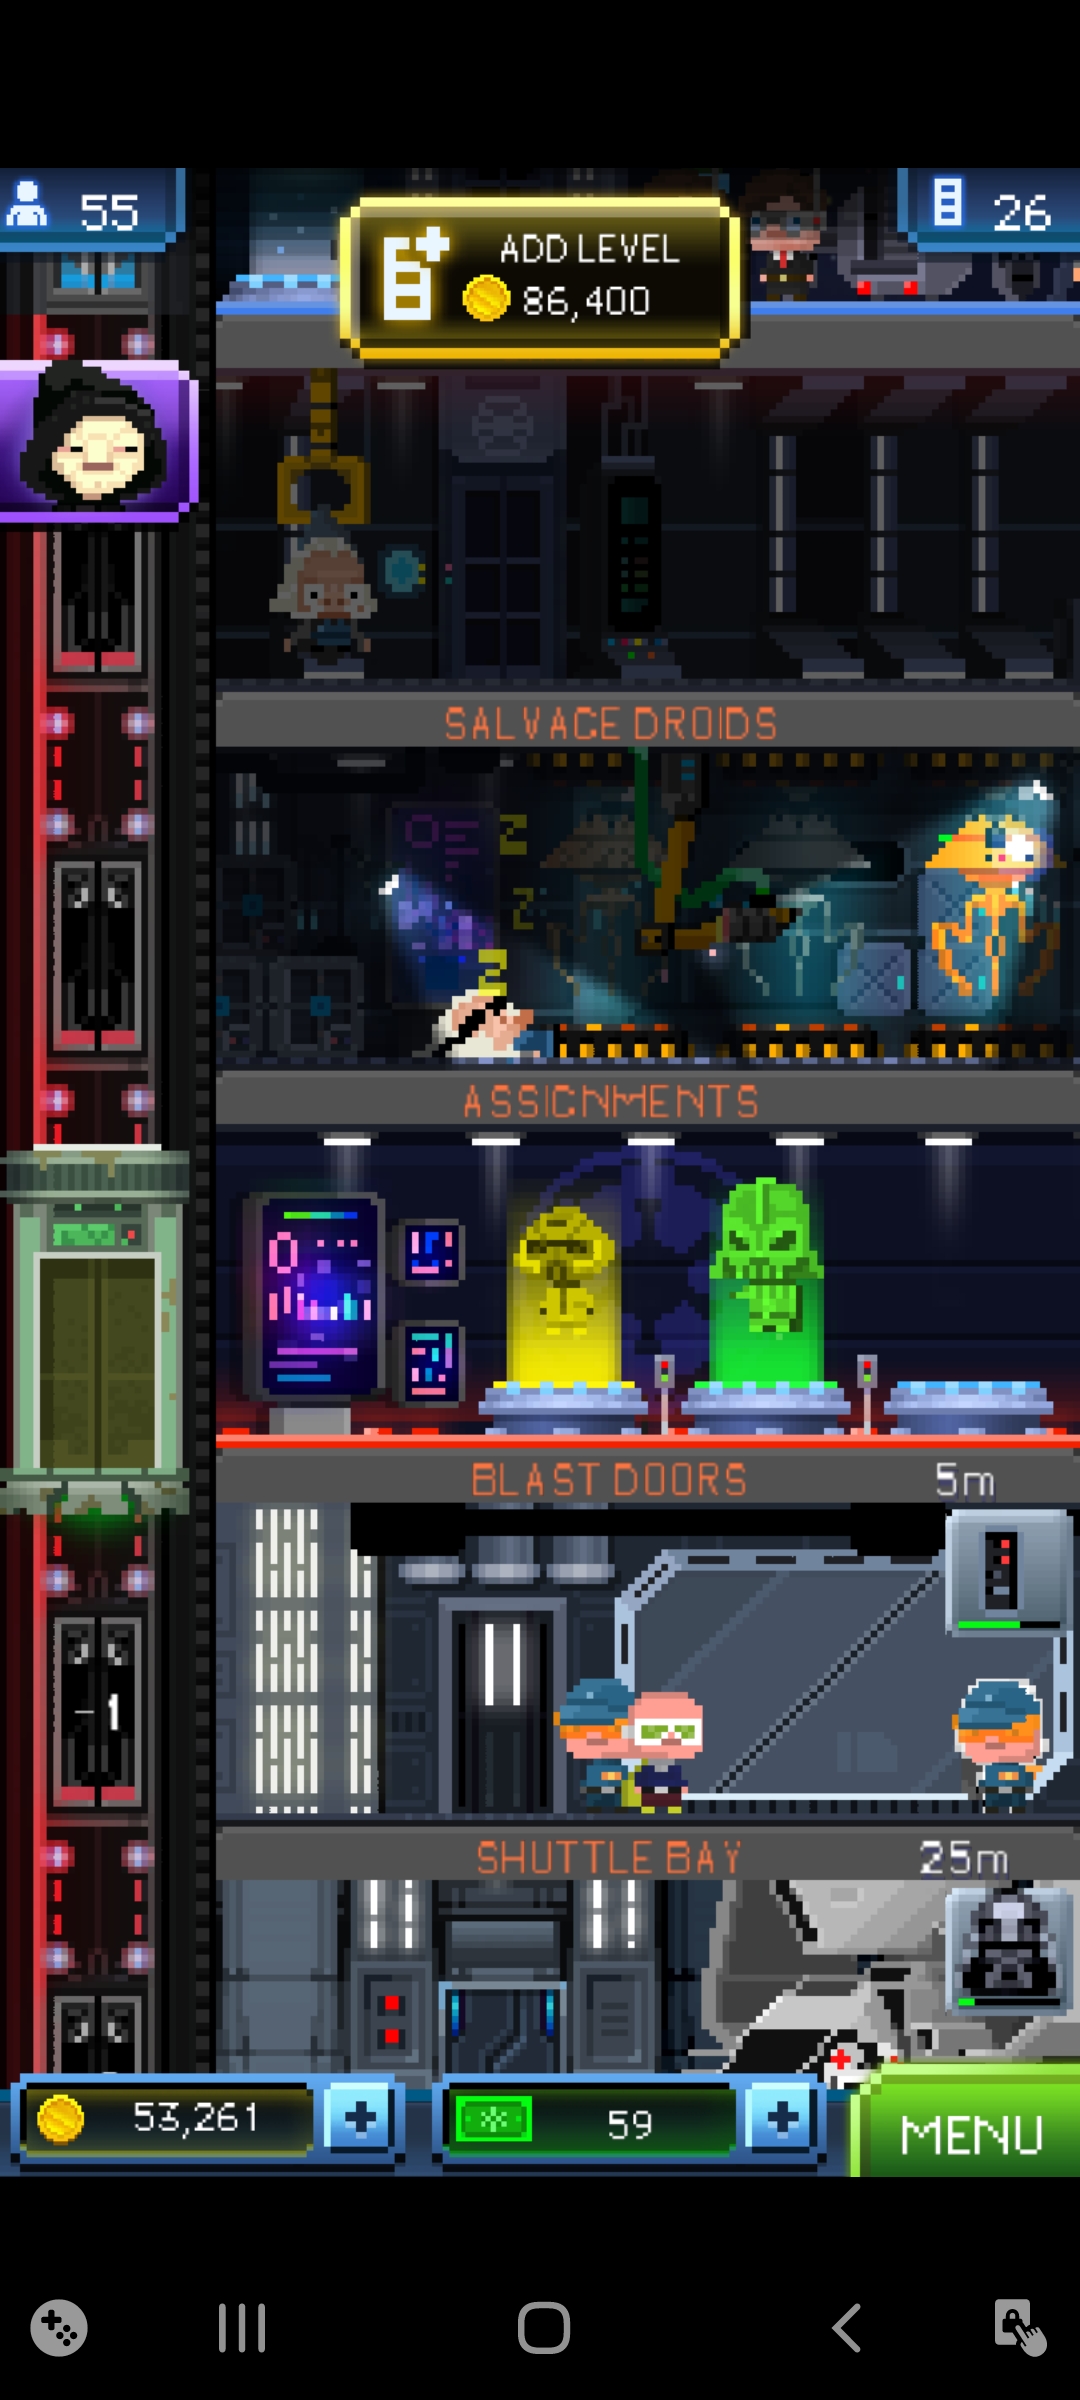 55
ADD LEVEL
86,400
26
SALVAGE DROIDS
Z
Z
Z
ASSIGNMENTS
BLAST DOORS 5m
-1
SHUTTLE BAY 25m
53,261
59
MENU